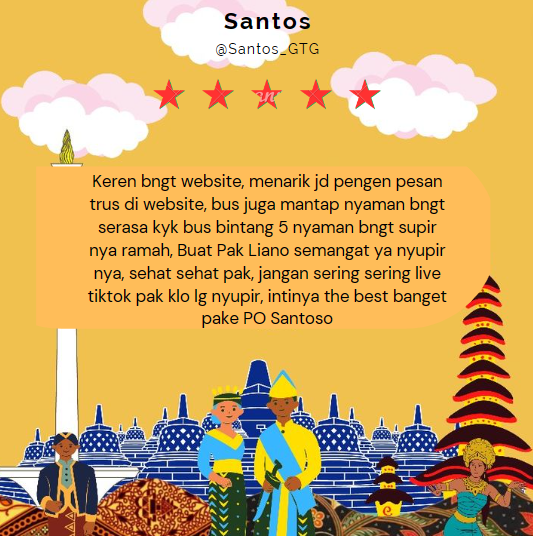 Santos
@Santos_GTG
Keren bngt website, menarik jd pengen pesan
trus di website, bus juga mantap nyaman bngt
serasa kyk bus bintang 5 nyaman bngt supir
nya ramah, Buat Pak Liano semangat ya nyupir
nya, sehat sehat pak, jangan sering sering live
tiktok pak klo lg nyupir, intinya the best banget
pake PO Santoso